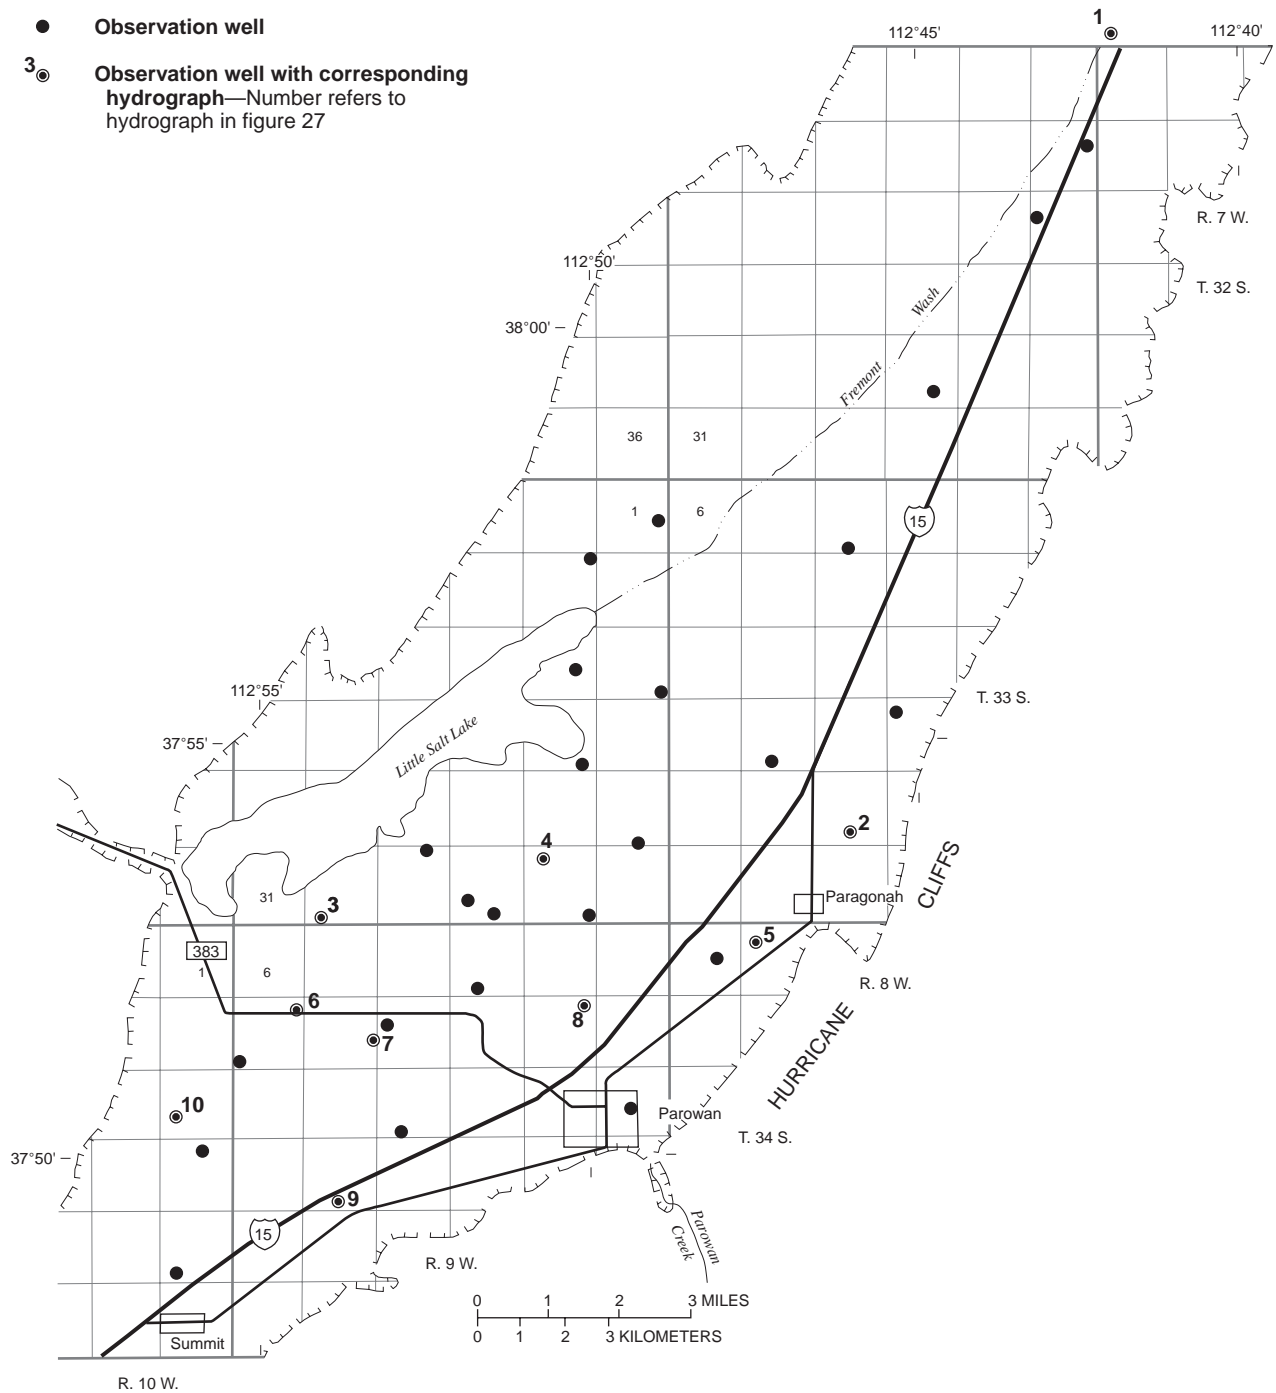 Observation well
3
Observation well with corresponding
hydrograph—Number refers to
hydrograph in figure 27
1
112°45'
112°40'
R. 7 W.
112°50'
T. 32 S.
Wash
38°00'
Fremont
36
31
1
6
15
112°55'
T. 33 S.
Little Salt Lake
37°55'
2
4
CLIFFS
31
3
Paragonah
383
5
1
6
R. 8 W.
6
8
7
HURRICANE
10
Parowan
T. 34 S.
37°50'
9
15
Parowan
Creek
R. 9 W.
0 1 2 3 MILES
0 1 2 3 KILOMETERS
Summit
R. 10 W.